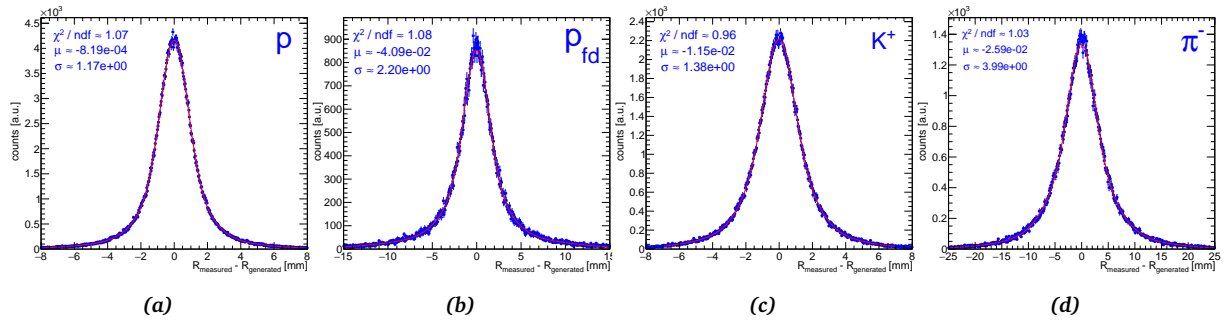 ×10³
4.5
4
3.5
3
2.5
2
1.5
1
0.5
0
counts [a.u.]
χ² / ndf ≈ 1.07
μ ≈ -8.19e-04
σ ≈ 1.17e+00
p
−8 −6 −4 −2 0 2 4 6 8
R_measured - R_generated [mm]
(a)
900
800
700
600
500
400
300
200
100
0
counts [a.u.]
χ² / ndf ≈ 1.08
μ ≈ -4.09e-02
σ ≈ 2.20e+00
p_fd
−15 −10 −5 0 5 10 15
R_measured - R_generated [mm]
(b)
×10³
2.4
2.2
2
1.8
1.6
1.4
1.2
1
0.8
0.6
0.4
0.2
0
counts [a.u.]
χ² / ndf ≈ 0.96
μ ≈ -1.15e-02
σ ≈ 1.38e+00
K⁺
−8 −6 −4 −2 0 2 4 6 8
R_measured - R_generated [mm]
(c)
×10³
1.4
1.2
1
0.8
0.6
0.4
0.2
0
counts [a.u.]
χ² / ndf ≈ 1.03
μ ≈ -2.59e-02
σ ≈ 3.99e+00
π⁻
−25 −20 −15 −10 −5 0 5 10 15 20 25
R_measured - R_generated [mm]
(d)